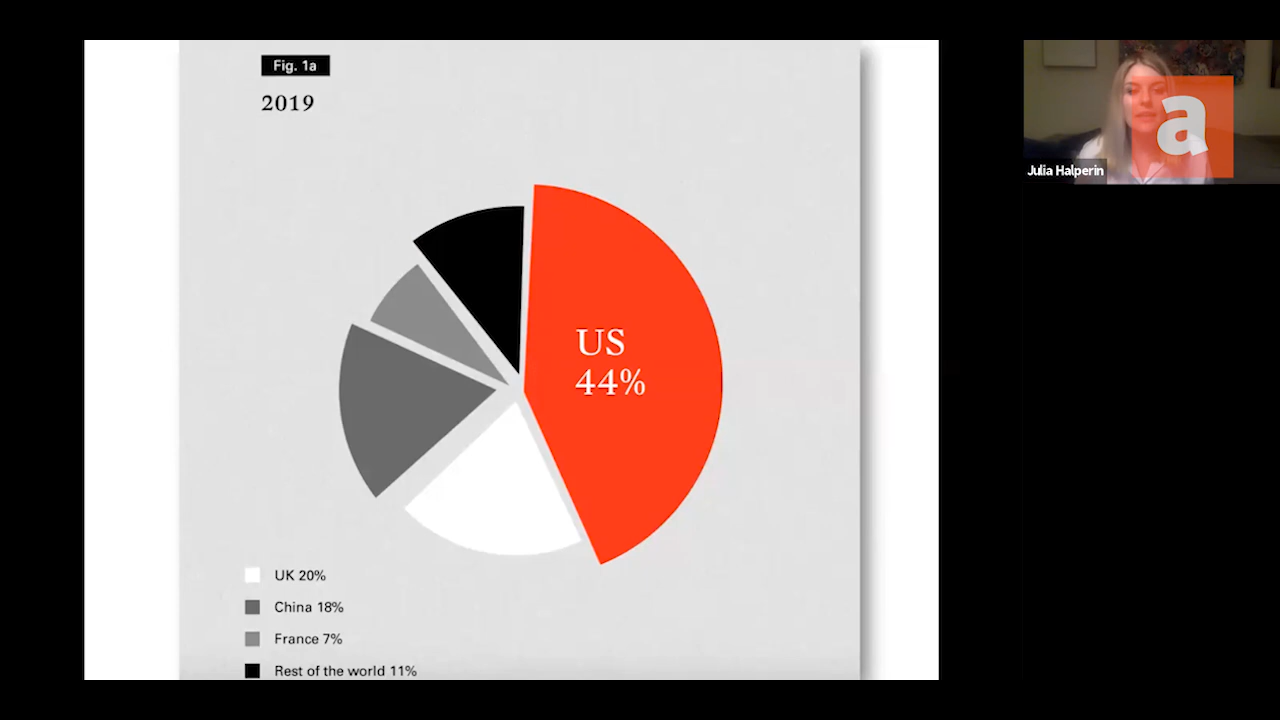 Fig. 1a
2019
US
44%
UK 20%
China 18%
France 7%
Rest of the world 11%
a
Julia Halperin